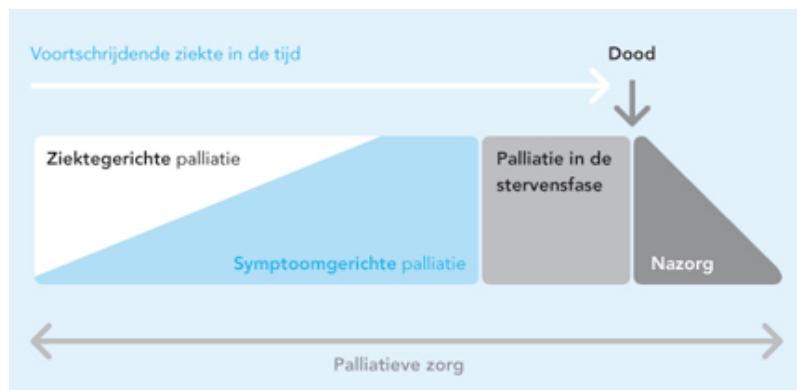 Voortschrijdende ziekte in de tijd
Dood
Ziektegerichte palliatie
Palliatie in de
stervensfase
Symptoomgerichte palliatie
Nazorg
Palliatieve zorg